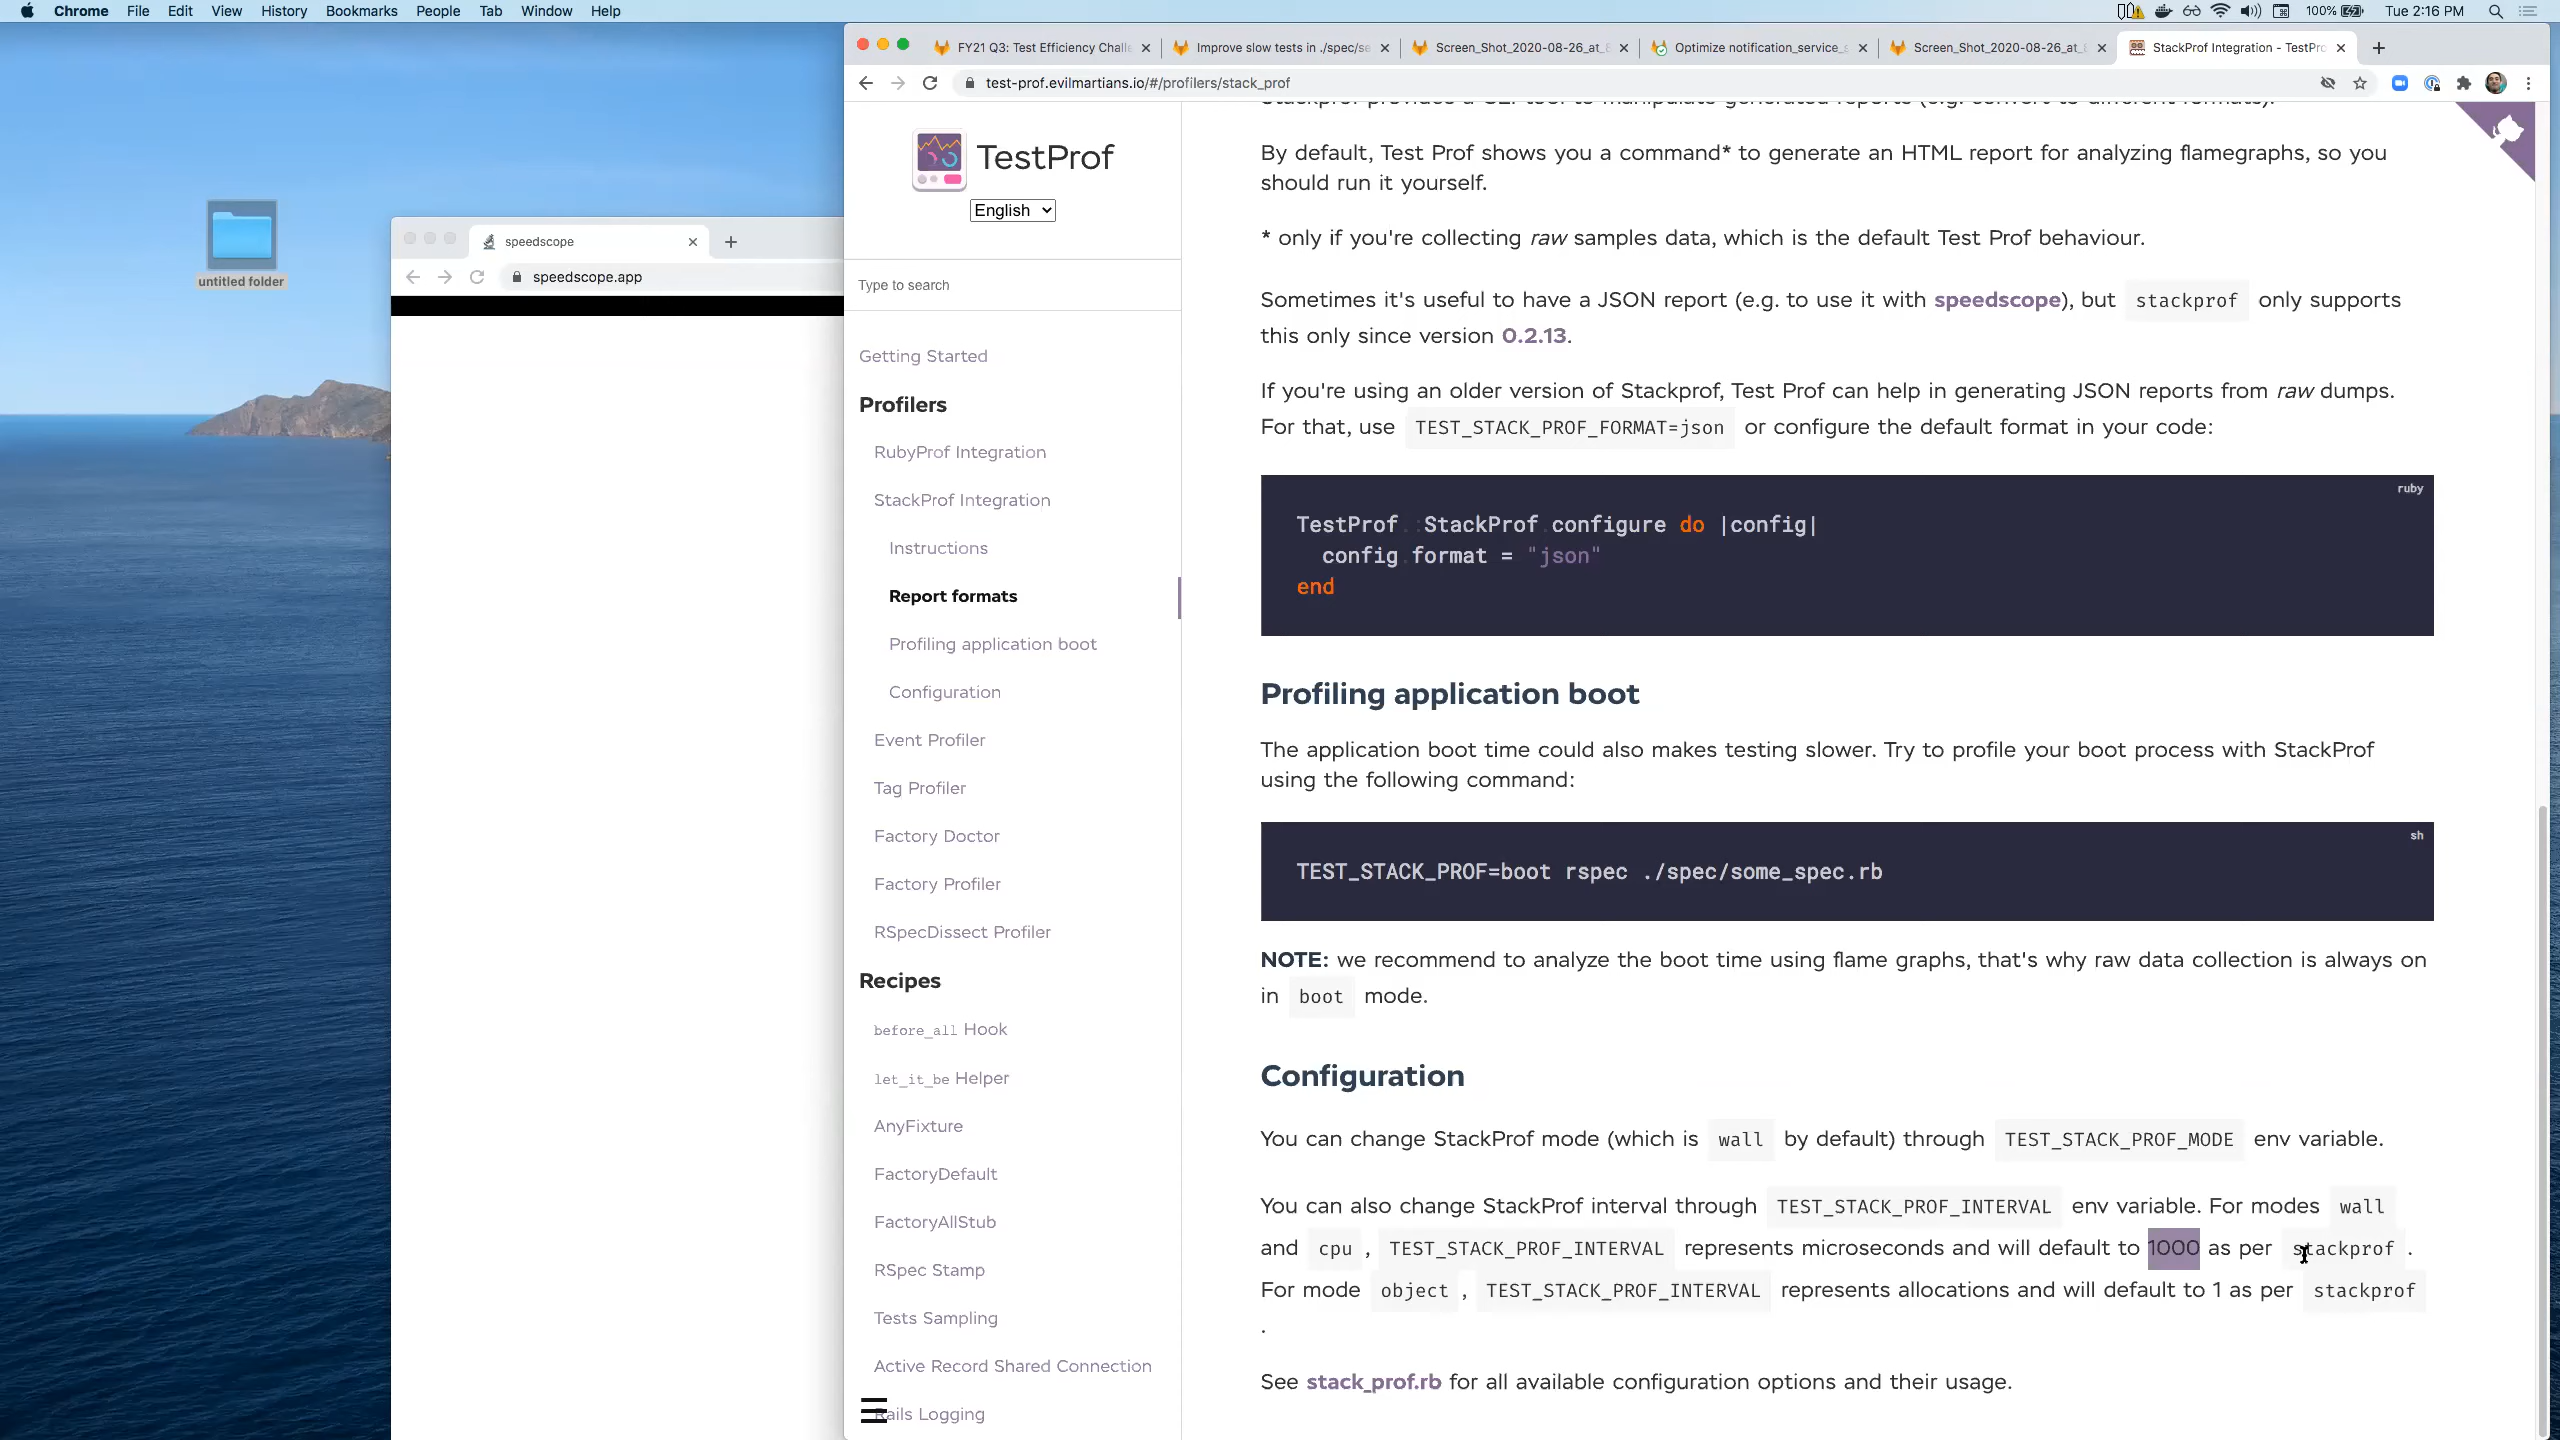 Chrome File Edit View History Bookmarks People Tab Window Help
100% Tue 2:16 PM
FY21 Q3: Test Efficiency Challe
Improve slow tests in ./spec/se
Screen_Shot_2020-08-26_at_8
Optimize notification_service_s
Screen_Shot_2020-08-26_at_8
StackProf Integration - TestPro
test-prof.evilmartians.io/#/profilers/stack_prof
untitled folder
speedscope
speedscope.app
TestProf
English
Type to search
Getting Started
Profilers
RubyProf Integration
StackProf Integration
Instructions
Report formats
Profiling application boot
Configuration
Event Profiler
Tag Profiler
Factory Doctor
Factory Profiler
RSpecDissect Profiler
Recipes
before_all Hook
let_it_be Helper
AnyFixture
FactoryDefault
FactoryAllStub
RSpec Stamp
Tests Sampling
Active Record Shared Connection
Rails Logging
Stackprof provides a CLI tool to manipulate generated reports (e.g. convert to different formats).
By default, Test Prof shows you a command* to generate an HTML report for analyzing flamegraphs, so you
should run it yourself.
* only if you're collecting raw samples data, which is the default Test Prof behaviour.
Sometimes it's useful to have a JSON report (e.g. to use it with speedscope), but stackprof only supports
this only since version 0.2.13.
If you're using an older version of Stackprof, Test Prof can help in generating JSON reports from raw dumps.
For that, use TEST_STACK_PROF_FORMAT=json or configure the default format in your code:
ruby
TestProf::StackProf.configure do |config|
config.format = "json"
end
Profiling application boot
The application boot time could also makes testing slower. Try to profile your boot process with StackProf
using the following command:
sh
TEST_STACK_PROF=boot rspec ./spec/some_spec.rb
NOTE: we recommend to analyze the boot time using flame graphs, that's why raw data collection is always on
in boot mode.
Configuration
You can change StackProf mode (which is wall by default) through TEST_STACK_PROF_MODE env variable.
You can also change StackProf interval through TEST_STACK_PROF_INTERVAL env variable. For modes wall
and cpu , TEST_STACK_PROF_INTERVAL represents microseconds and will default to 1000 as per stackprof .
For mode object , TEST_STACK_PROF_INTERVAL represents allocations and will default to 1 as per stackprof
.
See stack_prof.rb for all available configuration options and their usage.